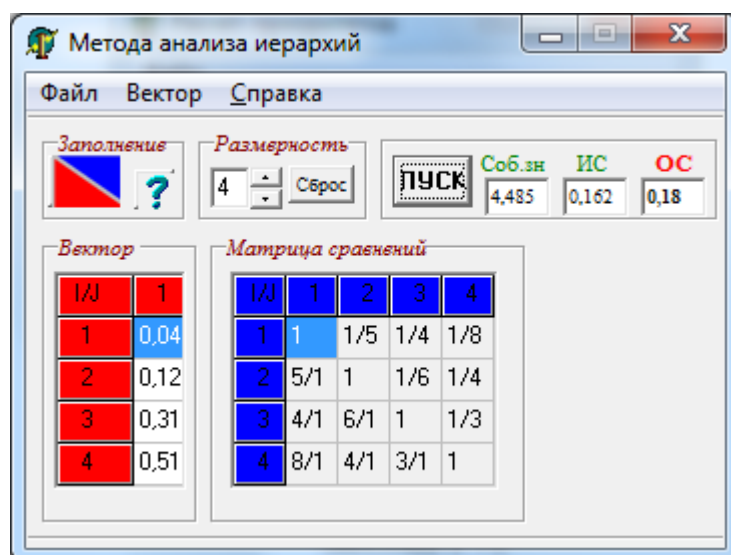 Метода анализа иерархий
Файл Вектор Справка
Заполнение Размерность
Соб.зн ИС ОС
? 4 Сброс ПУСК 4,485 0,162 0,18
Вектор Матрица сравнений
I/J 1 I/J 1 2 3 4
1 0,04 1 1 1/5 1/4 1/8
2 0,12 2 5/1 1 1/6 1/4
3 0,31 3 4/1 6/1 1 1/3
4 0,51 4 8/1 4/1 3/1 1